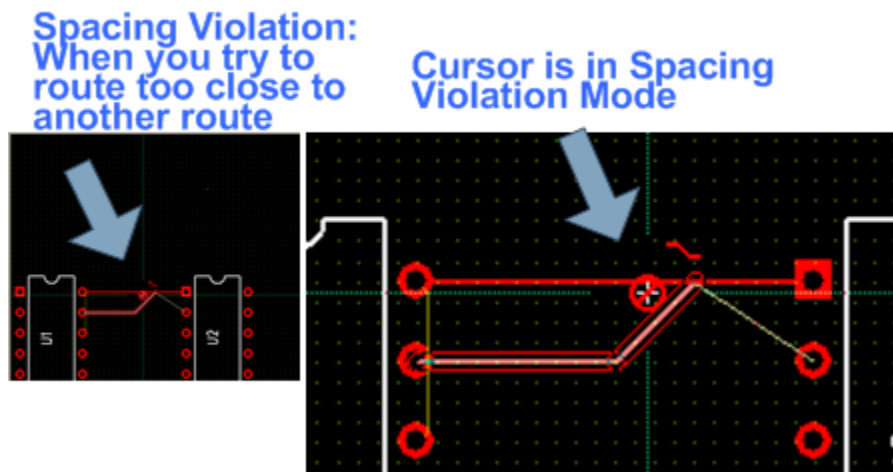 Spacing Violation:
When you try to
route too close to
another route
Cursor is in Spacing
Violation Mode
U1
U2